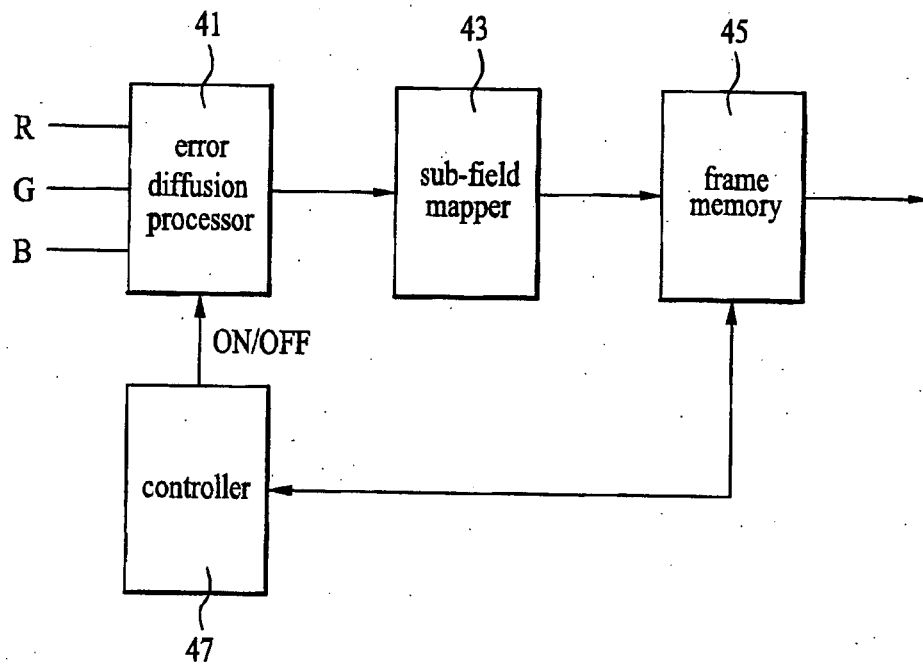 41
43
45
R
G
B
error
diffusion
processor
sub-field
mapper
frame
memory
ON/OFF
controller
47